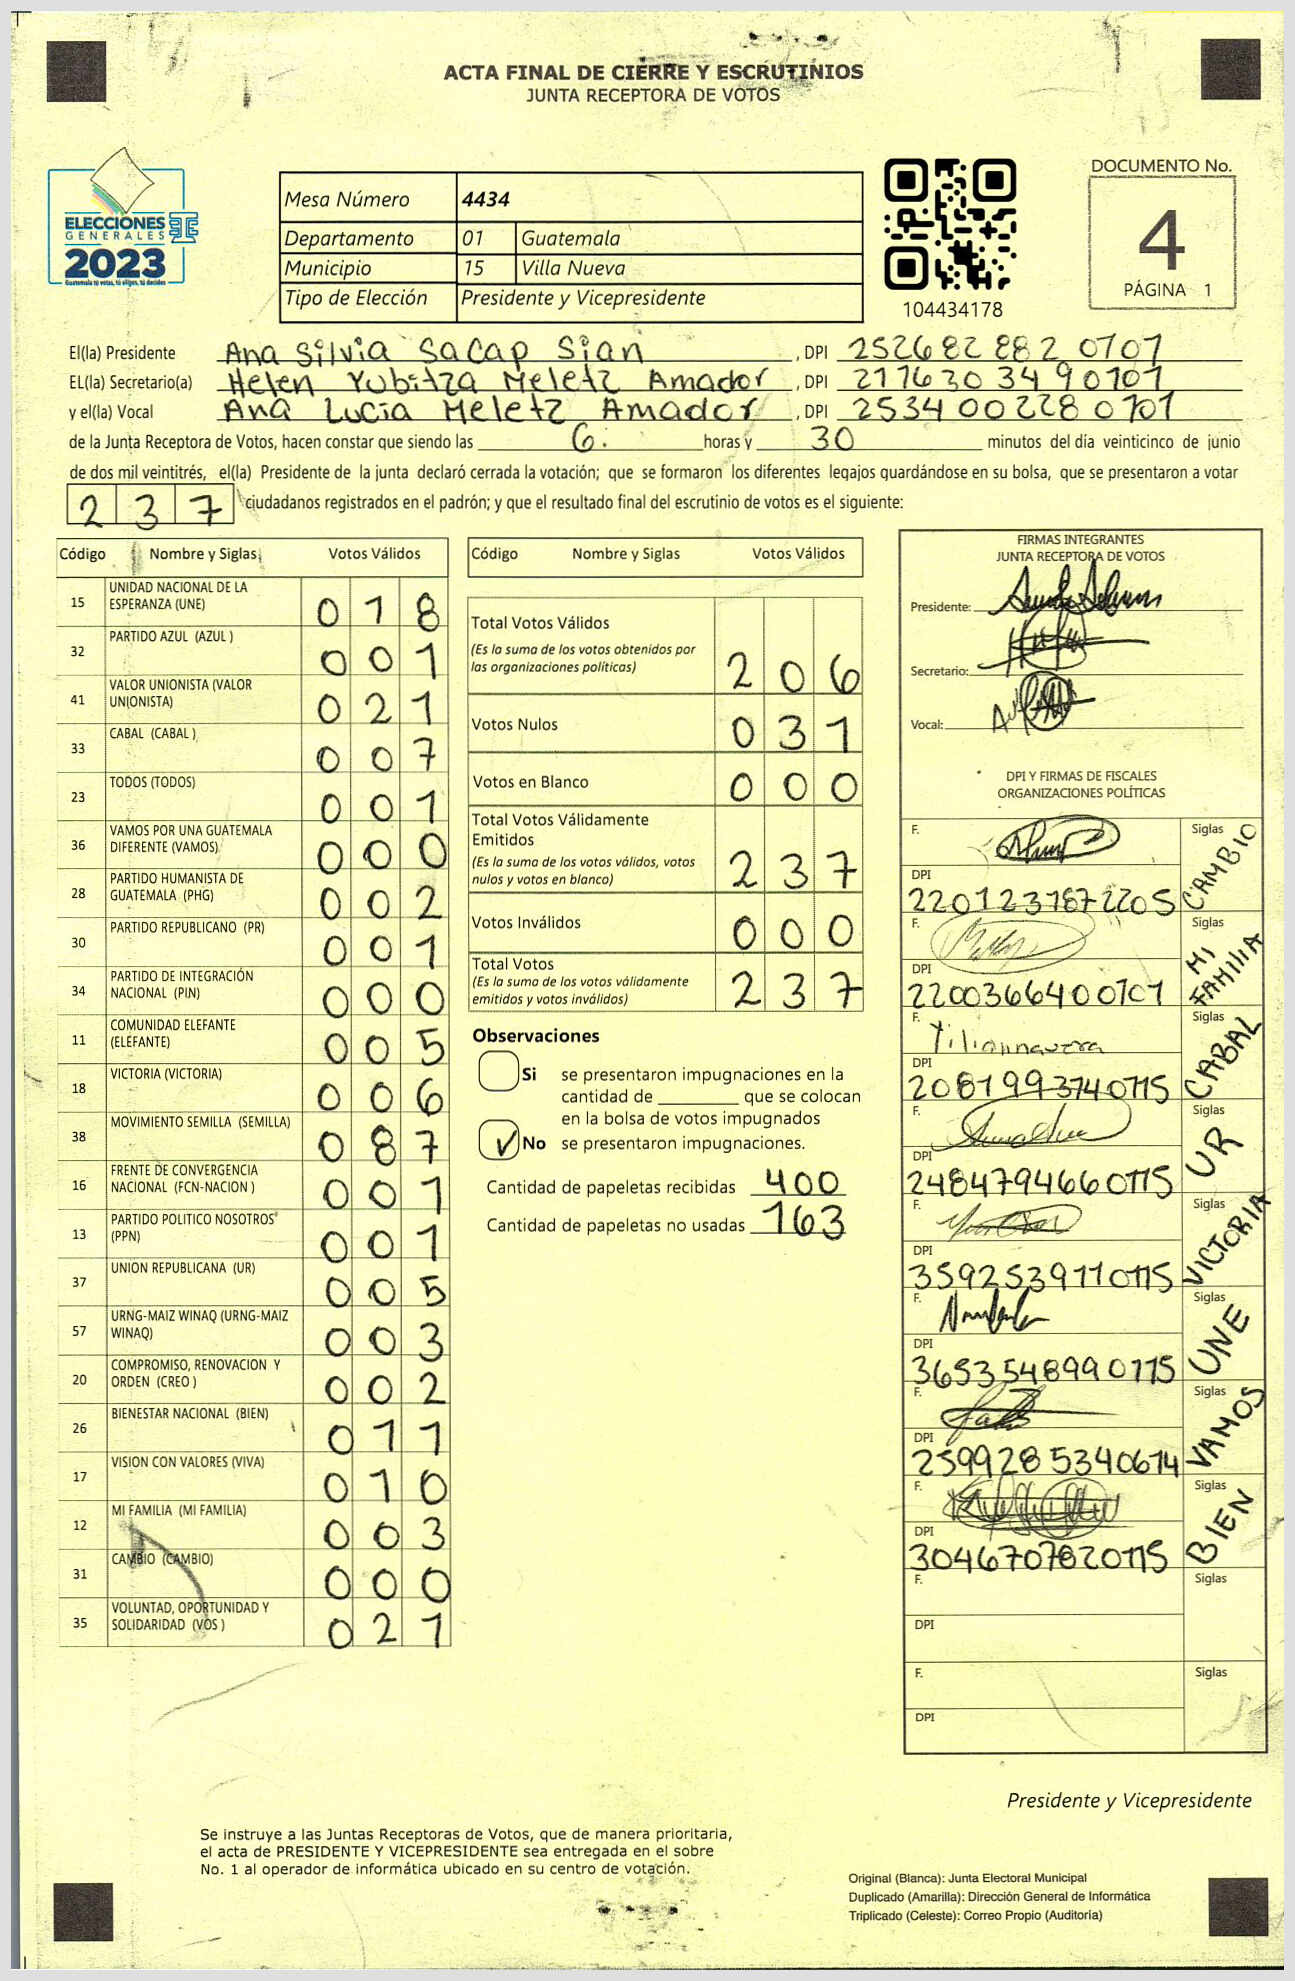 ACTA FINAL DE CIERRE Y ESCRUTINIOS
JUNTA RECEPTORA DE VOTOS
ELECCIONES
GENERALES
2023
Guatemala tú votas, tú eliges, tú decides
Mesa Número 4434
Departamento 01 Guatemala
Municipio 15 Villa Nueva
Tipo de Elección Presidente y Vicepresidente
104434178
DOCUMENTO No.
4
PÁGINA 1
El(la) Presidente Ana Silvia Sacap Sian , DPI 252682882 0101
EL(la) Secretario(a) Helen Yubitza Meletz Amador , DPI 217630349 0101
y el(la) Vocal Ana Lucia Meletz Amador , DPI 253400228 0101
de la Junta Receptora de Votos, hacen constar que siendo las 6. horas y 30 minutos del día veinticinco de junio
de dos mil veintitrés, el(la) Presidente de la junta declaró cerrada la votación; que se formaron los diferentes legajos guardándose en su bolsa, que se presentaron a votar
237 ciudadanos registrados en el padrón; y que el resultado final del escrutinio de votos es el siguiente:
Código Nombre y Siglas Votos Válidos
15 UNIDAD NACIONAL DE LA ESPERANZA (UNE) 018
32 PARTIDO AZUL (AZUL ) 001
41 VALOR UNIONISTA (VALOR UNIONISTA) 021
33 CABAL (CABAL ) 007
23 TODOS (TODOS) 001
36 VAMOS POR UNA GUATEMALA DIFERENTE (VAMOS) 000
28 PARTIDO HUMANISTA DE GUATEMALA (PHG) 002
30 PARTIDO REPUBLICANO (PR) 001
34 PARTIDO DE INTEGRACIÓN NACIONAL (PIN) 000
11 COMUNIDAD ELEFANTE (ELEFANTE) 005
18 VICTORIA (VICTORIA) 006
38 MOVIMIENTO SEMILLA (SEMILLA) 087
16 FRENTE DE CONVERGENCIA NACIONAL (FCN-NACION ) 001
13 PARTIDO POLITICO NOSOTROS (PPN) 001
37 UNION REPUBLICANA (UR) 005
57 URNG-MAIZ WINAQ (URNG-MAIZ WINAQ) 003
20 COMPROMISO, RENOVACION Y ORDEN (CREO ) 002
26 BIENESTAR NACIONAL (BIEN) 011
17 VISION CON VALORES (VIVA) 010
12 MI FAMILIA (MI FAMILIA) 003
31 CAMBIO (CAMBIO) 000
35 VOLUNTAD, OPORTUNIDAD Y SOLIDARIDAD (VOS ) 021
Código Nombre y Siglas Votos Válidos
Total Votos Válidos
(Es la suma de los votos obtenidos por
las organizaciones políticas) 206
Votos Nulos 031
Votos en Blanco 000
Total Votos Válidamente
Emitidos
(Es la suma de los votos válidos, votos
nulos y votos en blanco) 237
Votos Inválidos 000
Total Votos
(Es la suma de los votos válidamente
emitidos y votos inválidos) 237
Observaciones
Si se presentaron impugnaciones en la
cantidad de ________ que se colocan
en la bolsa de votos impugnados
No se presentaron impugnaciones.
Cantidad de papeletas recibidas 400
Cantidad de papeletas no usadas 163
FIRMAS INTEGRANTES
JUNTA RECEPTORA DE VOTOS
Presidente:
Secretario:
Vocal:
DPI Y FIRMAS DE FISCALES
ORGANIZACIONES POLÍTICAS
F. Siglas CAMBIO
DPI 2201231872205
F. Siglas MI FAMILIA
DPI 2200366400101
F. Siglas CABAL
DPI 2081993740115
F. Siglas UR
DPI 2484794660115
F. Siglas VICTORIA
DPI 3592539110115
F. Siglas UNE
DPI 3653548990115
F. Siglas VAMOS
DPI 2599285340614
F. Siglas BIEN
DPI 3046707820115
F. Siglas
DPI
F. Siglas
DPI
Presidente y Vicepresidente
Se instruye a las Juntas Receptoras de Votos, que de manera prioritaria,
el acta de PRESIDENTE Y VICEPRESIDENTE sea entregada en el sobre
No. 1 al operador de informática ubicado en su centro de votación.
Original (Blanca): Junta Electoral Municipal
Duplicado (Amarilla): Dirección General de Informática
Triplicado (Celeste): Correo Propio (Auditoría)